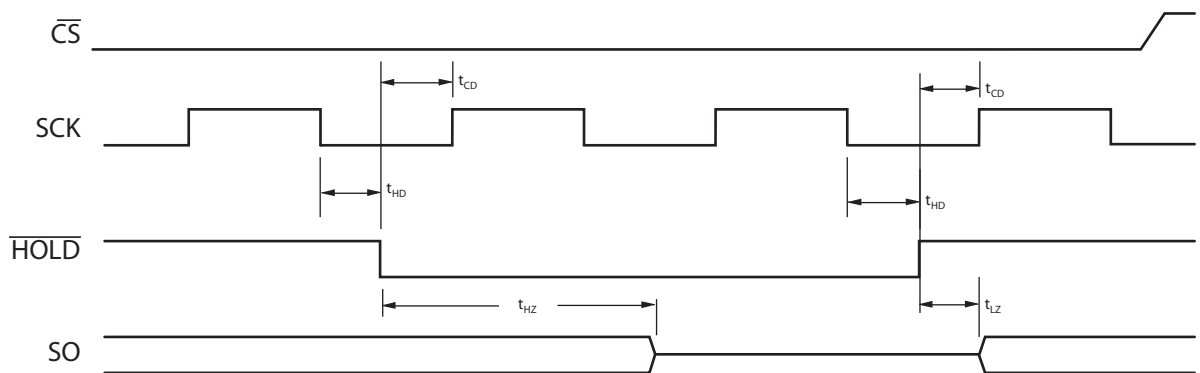 CS
t_CD
t_CD
SCK
t_HD
t_HD
HOLD
t_HZ
t_LZ
SO